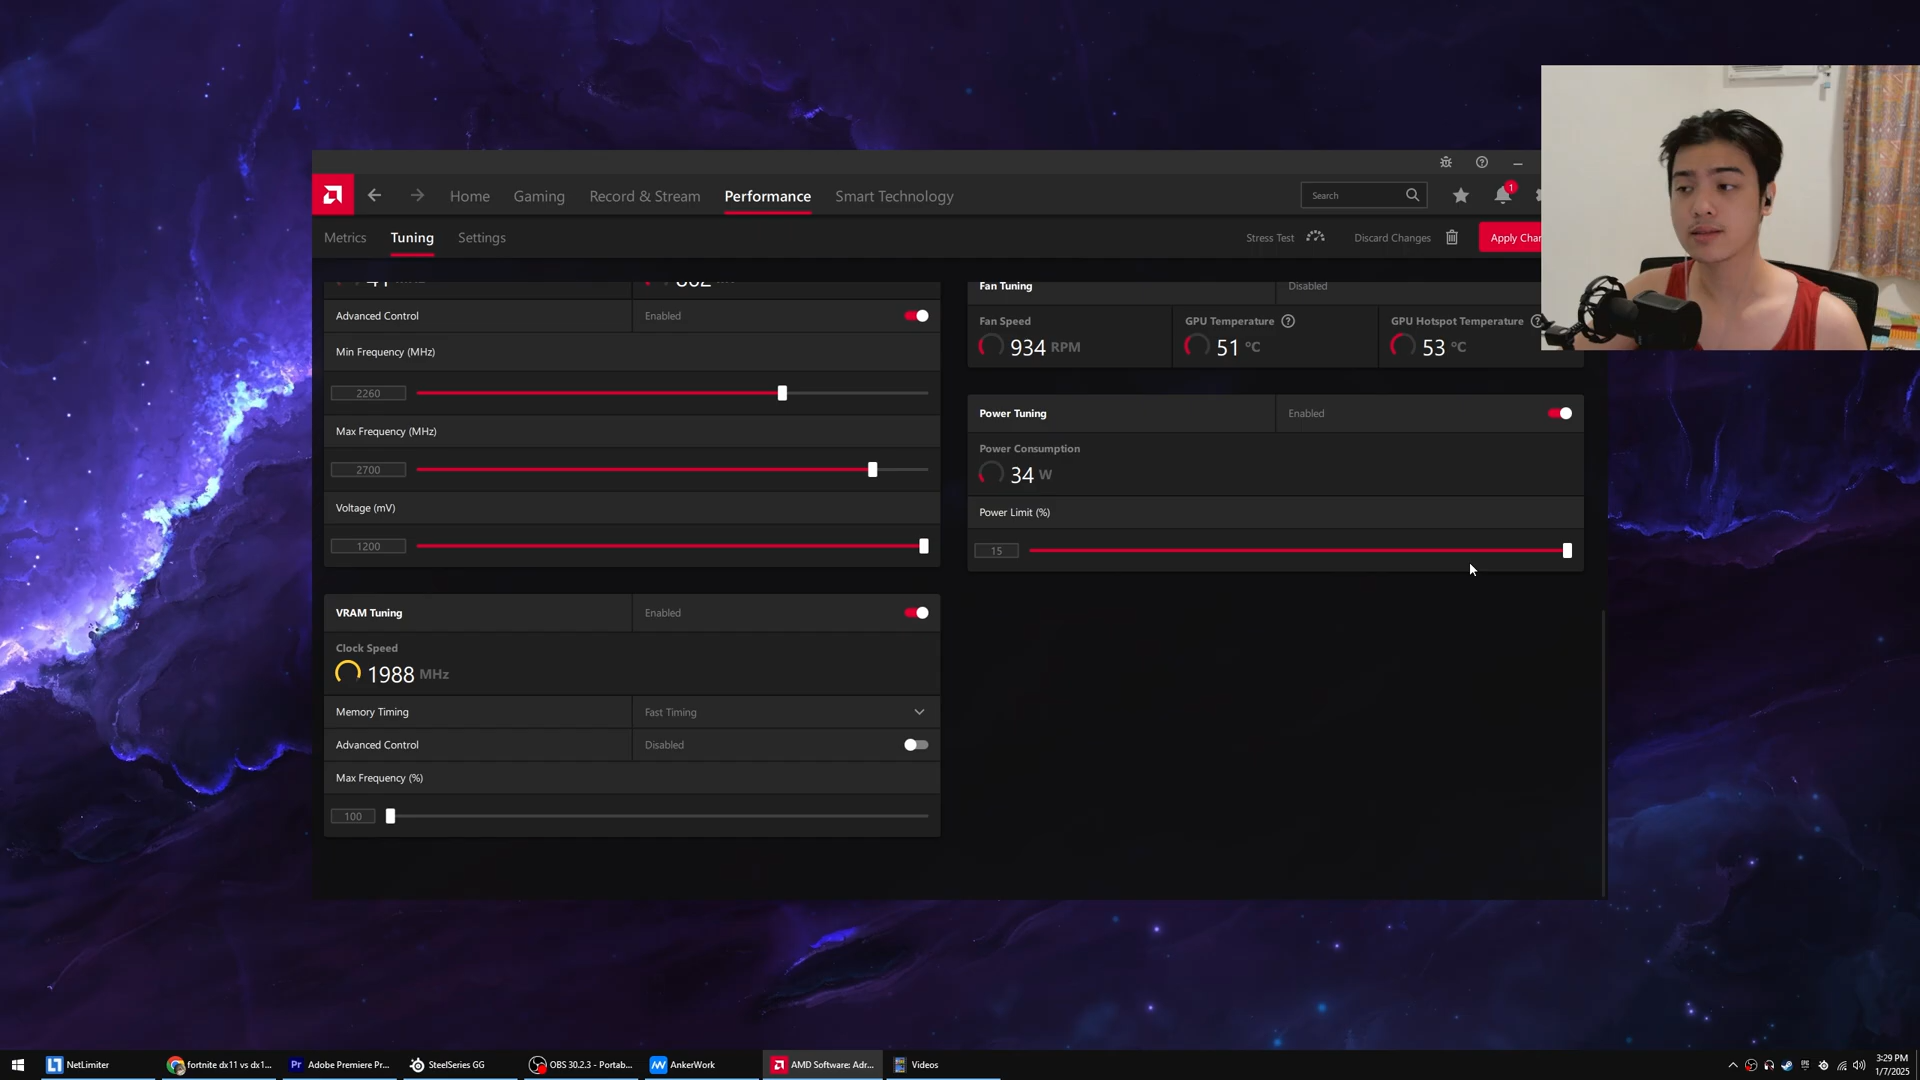 Home Gaming Record & Stream Performance Smart Technology Search 1
Metrics Tuning Settings Stress Test Discard Changes Apply
Advanced Control Enabled
Min Frequency (MHz)
2260
Max Frequency (MHz)
2700
Voltage (mV)
1200
VRAM Tuning Enabled
Clock Speed
1988 MHz
Memory Timing Fast Timing
Advanced Control Disabled
Max Frequency (%)
100
Fan Tuning Disabled
Fan Speed GPU Temperature GPU Hotspot Temperature
934 RPM 51 °C 53 °C
Power Tuning Enabled
Power Consumption
34 W
Power Limit (%)
15
NetLimiter fortnite dx11 vs dx1... Adobe Premiere Pr... SteelSeries GG OBS 30.2.3 - Portab... AnkerWork AMD Software: Adr... Videos
3:29 PM
1/7/2025